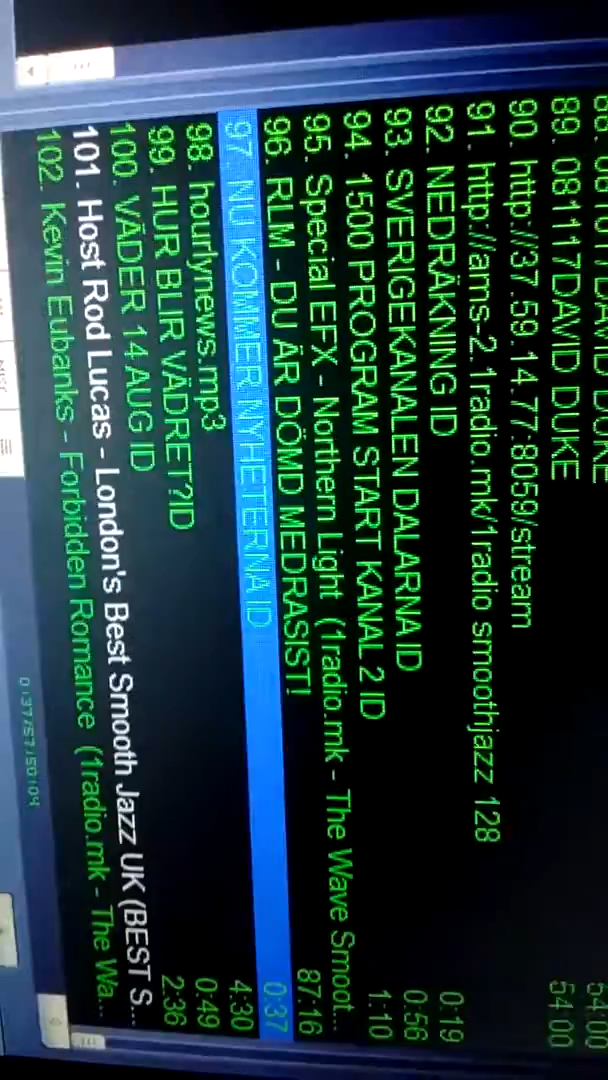 89. 081117DAVID DUKE 54:00
90. http://37.59.14.77:8059/stream
91. http://ams-2.1radio.mk/1radio smoothjazz 128
92. NEDRÄKNING ID 0:19
93. SVERIGEKANALEN DALARNA ID 0:56
94. 1500 PROGRAM START KANAL 2 ID 1:10
95. Special EFX - Northern Light (1radio.mk - The Wave Smoot...
96. RLM - DU ÄR DÖMD MEDRASIST! 87:16
97. NU KOMMER NYHETERNA ID 0:37
98. hourlynews.mp3 4:30
99. HUR BLIR VÄDRET?ID 0:49
100. VÄDER 14 AUG ID 2:36
101. Host Rod Lucas - London's Best Smooth Jazz UK (BEST S...
102. Kevin Eubanks - Forbidden Romance (1radio.mk - The Wa...